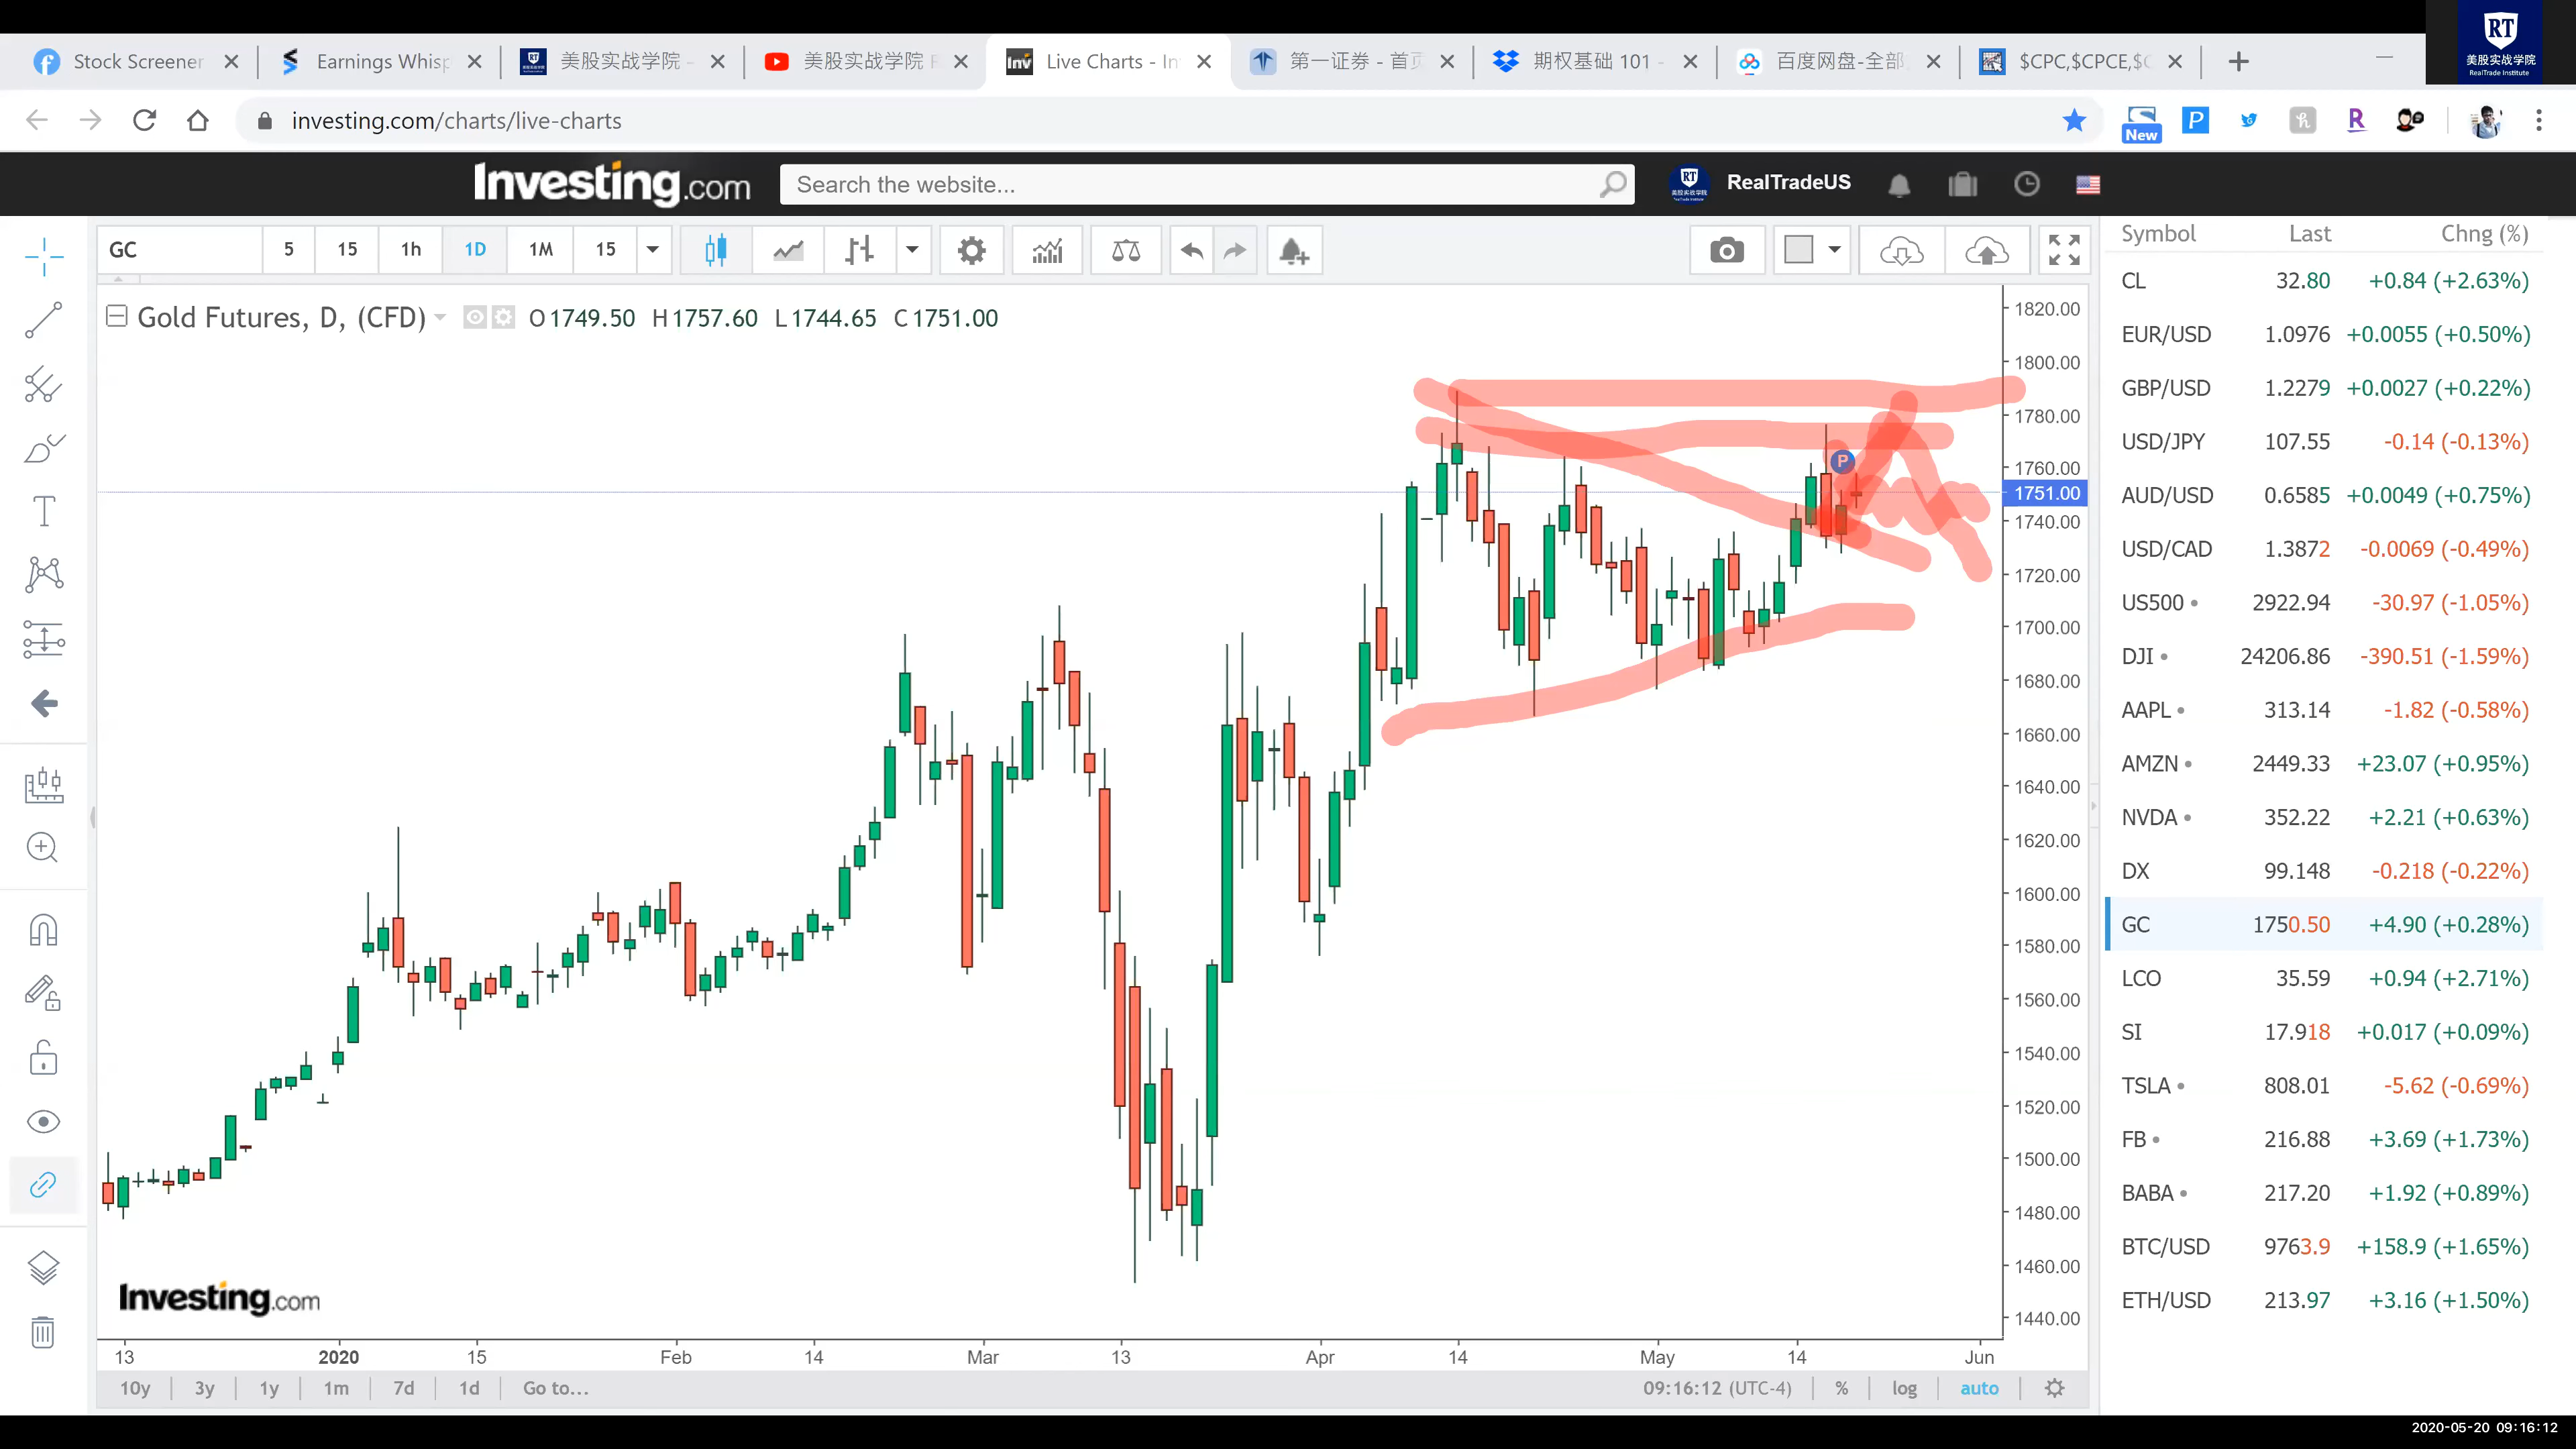 RT
美股实战学院
RealTrade Institute
Stock Screener
Earnings Whisp
美股实战学院 -
美股实战学院 R
Live Charts - In
第一证券 - 首页
期权基础 101 -
百度网盘-全部
$CPC,$CPCE,$C
investing.com/charts/live-charts
New
Investing.com
Search the website...
RealTradeUS
GC 5 15 1h 1D 1M 15
Gold Futures, D, (CFD) O1749.50 H1757.60 L1744.65 C1751.00
P
1820.00
1800.00
1780.00
1760.00
1751.00
1740.00
1720.00
1700.00
1680.00
1660.00
1640.00
1620.00
1600.00
1580.00
1560.00
1540.00
1520.00
1500.00
1480.00
1460.00
1440.00
Investing.com
13 2020 15 Feb 14 Mar 13 Apr 14 May 14 Jun
10y 3y 1y 1m 7d 1d Go to... 09:16:12 (UTC-4) % log auto
Symbol Last Chng (%)
CL 32.80 +0.84 (+2.63%)
EUR/USD 1.0976 +0.0055 (+0.50%)
GBP/USD 1.2279 +0.0027 (+0.22%)
USD/JPY 107.55 -0.14 (-0.13%)
AUD/USD 0.6585 +0.0049 (+0.75%)
USD/CAD 1.3872 -0.0069 (-0.49%)
US500 2922.94 -30.97 (-1.05%)
DJI 24206.86 -390.51 (-1.59%)
AAPL 313.14 -1.82 (-0.58%)
AMZN 2449.33 +23.07 (+0.95%)
NVDA 352.22 +2.21 (+0.63%)
DX 99.148 -0.218 (-0.22%)
GC 1750.50 +4.90 (+0.28%)
LCO 35.59 +0.94 (+2.71%)
SI 17.918 +0.017 (+0.09%)
TSLA 808.01 -5.62 (-0.69%)
FB 216.88 +3.69 (+1.73%)
BABA 217.20 +1.92 (+0.89%)
BTC/USD 9763.9 +158.9 (+1.65%)
ETH/USD 213.97 +3.16 (+1.50%)
2020-05-20 09:16:12